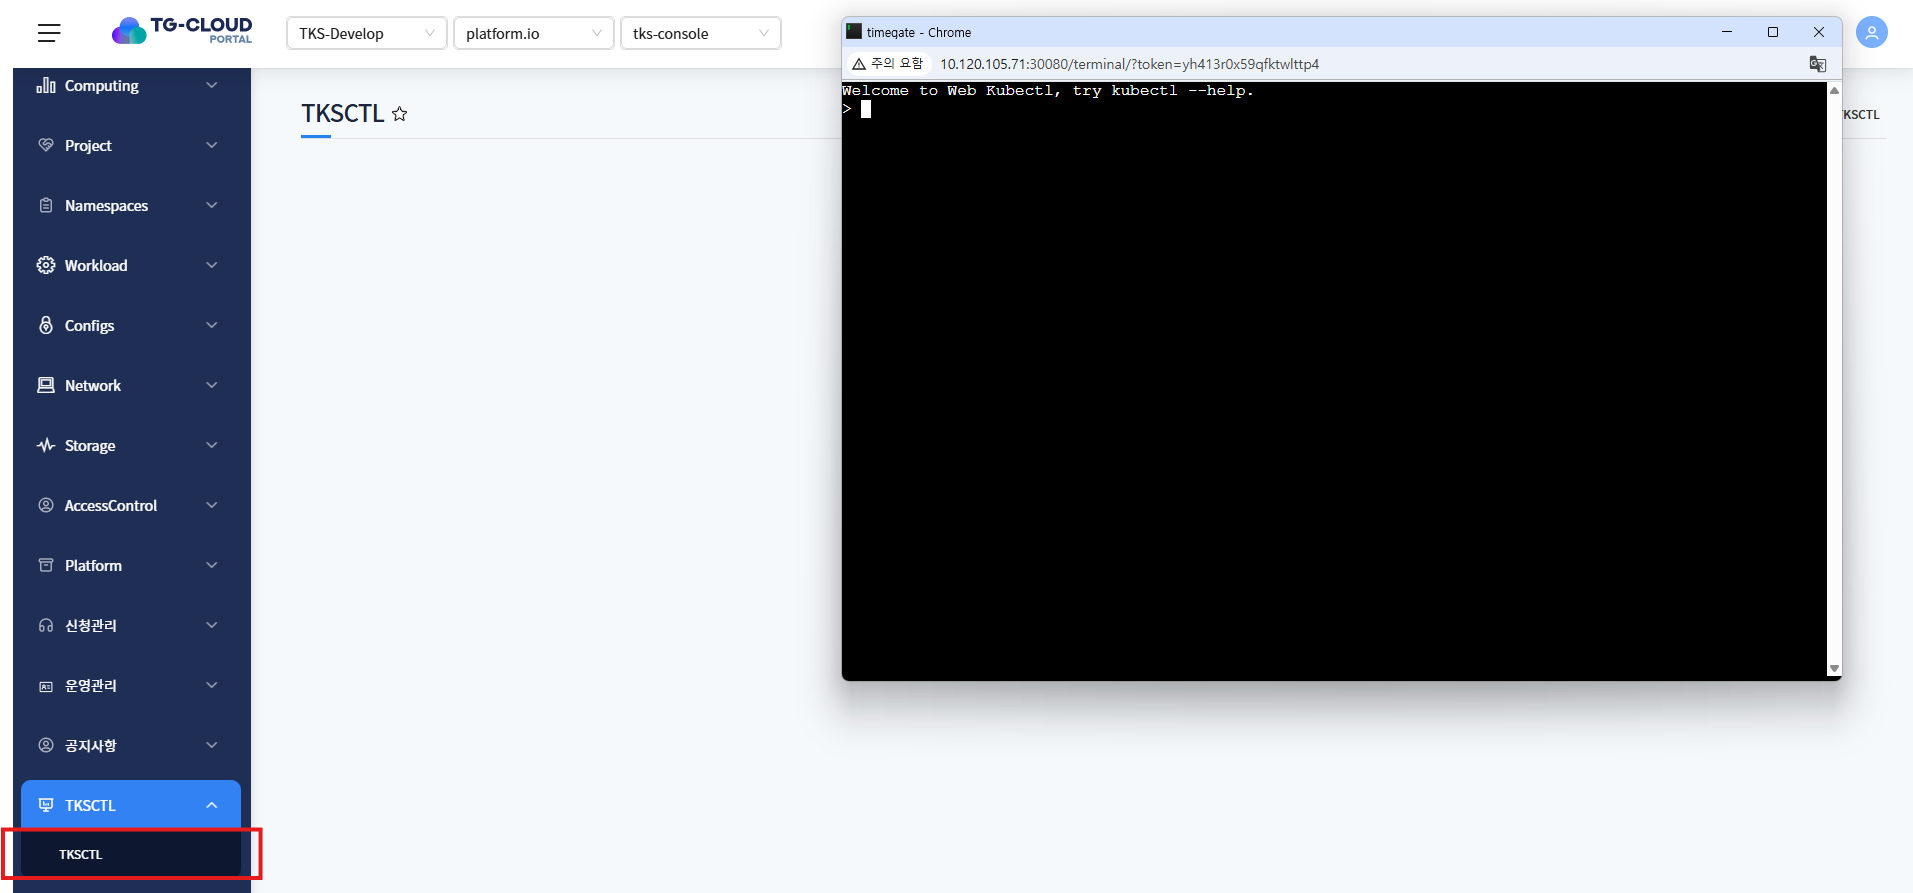 TG-CLOUD
PORTAL
TKS-Develop
platform.io
tks-console
Computing
Project
Namespaces
Workload
Configs
Network
Storage
AccessControl
Platform
신청관리
운영관리
공지사항
TKSCTL
TKSCTL
TKSCTL
timegate - Chrome
주의 요함
10.120.105.71:30080/terminal/?token=yh413r0x59qfktwlttp4
Welcome to Web Kubectl, try kubectl --help.
>
TKSCTL